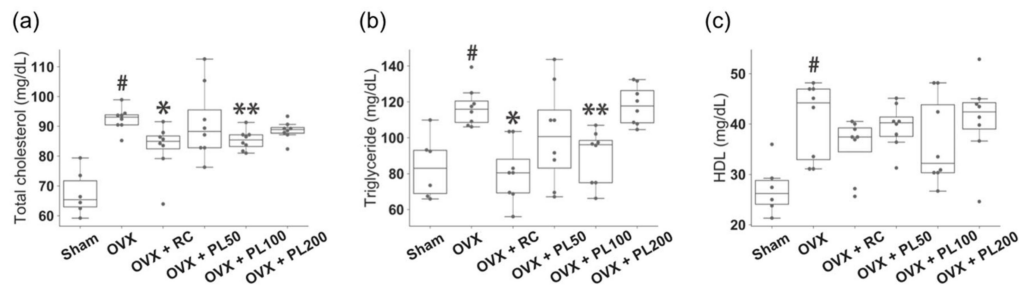 (a)
Total cholesterol (mg/dL)
110
100
90
80
70
60
#
*
**
Sham
OVX
OVX + RC
OVX + PL50
OVX + PL100
OVX + PL200
(b)
Triglyceride (mg/dL)
140
120
100
80
60
#
*
**
Sham
OVX
OVX + RC
OVX + PL50
OVX + PL100
OVX + PL200
(c)
HDL (mg/dL)
50
40
30
20
#
Sham
OVX
OVX + RC
OVX + PL50
OVX + PL100
OVX + PL200